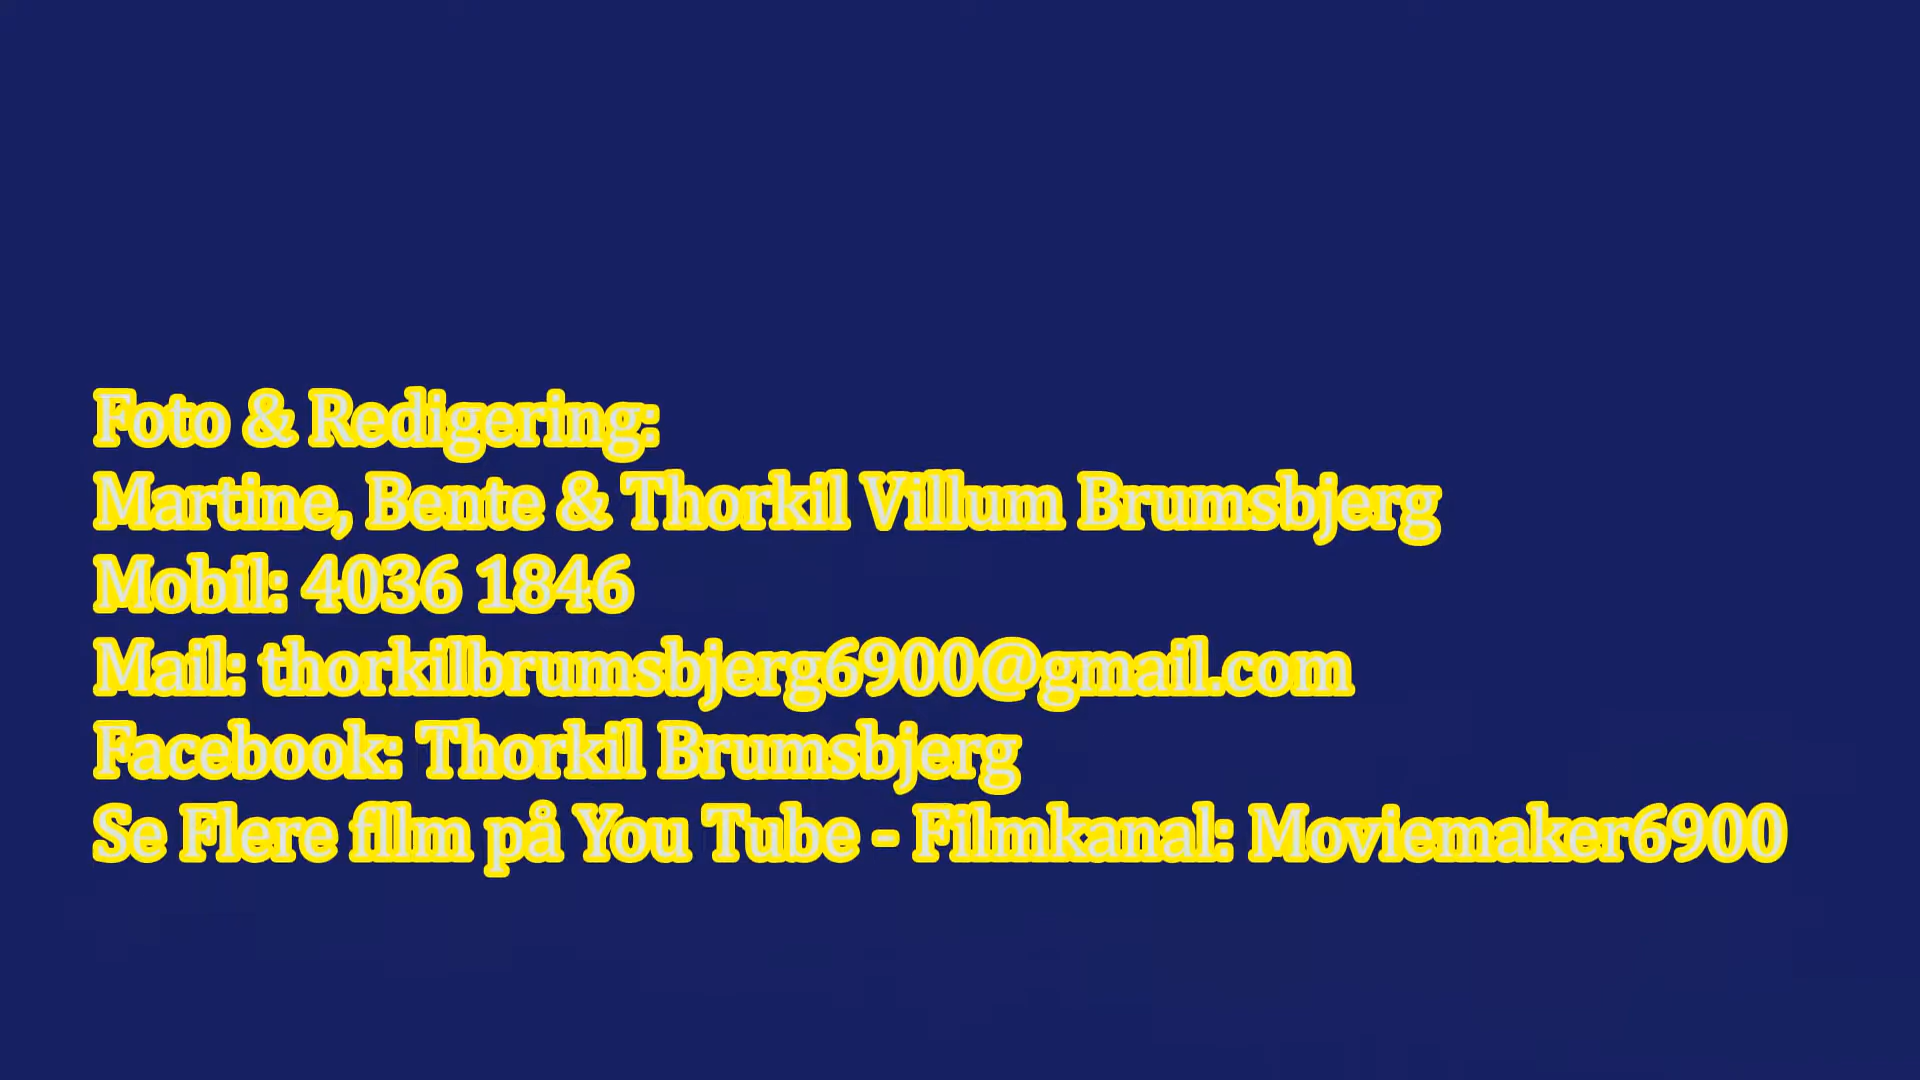 Foto & Redigering:
Martine, Bente & Thorkil Villum Brumsbjerg
Mobil: 4036 1846
Mail: thorkilbrumsbjerg6900@gmail.com
Facebook: Thorkil Brumsbjerg
Se Flere film på You Tube - Filmkanal: Moviemaker6900